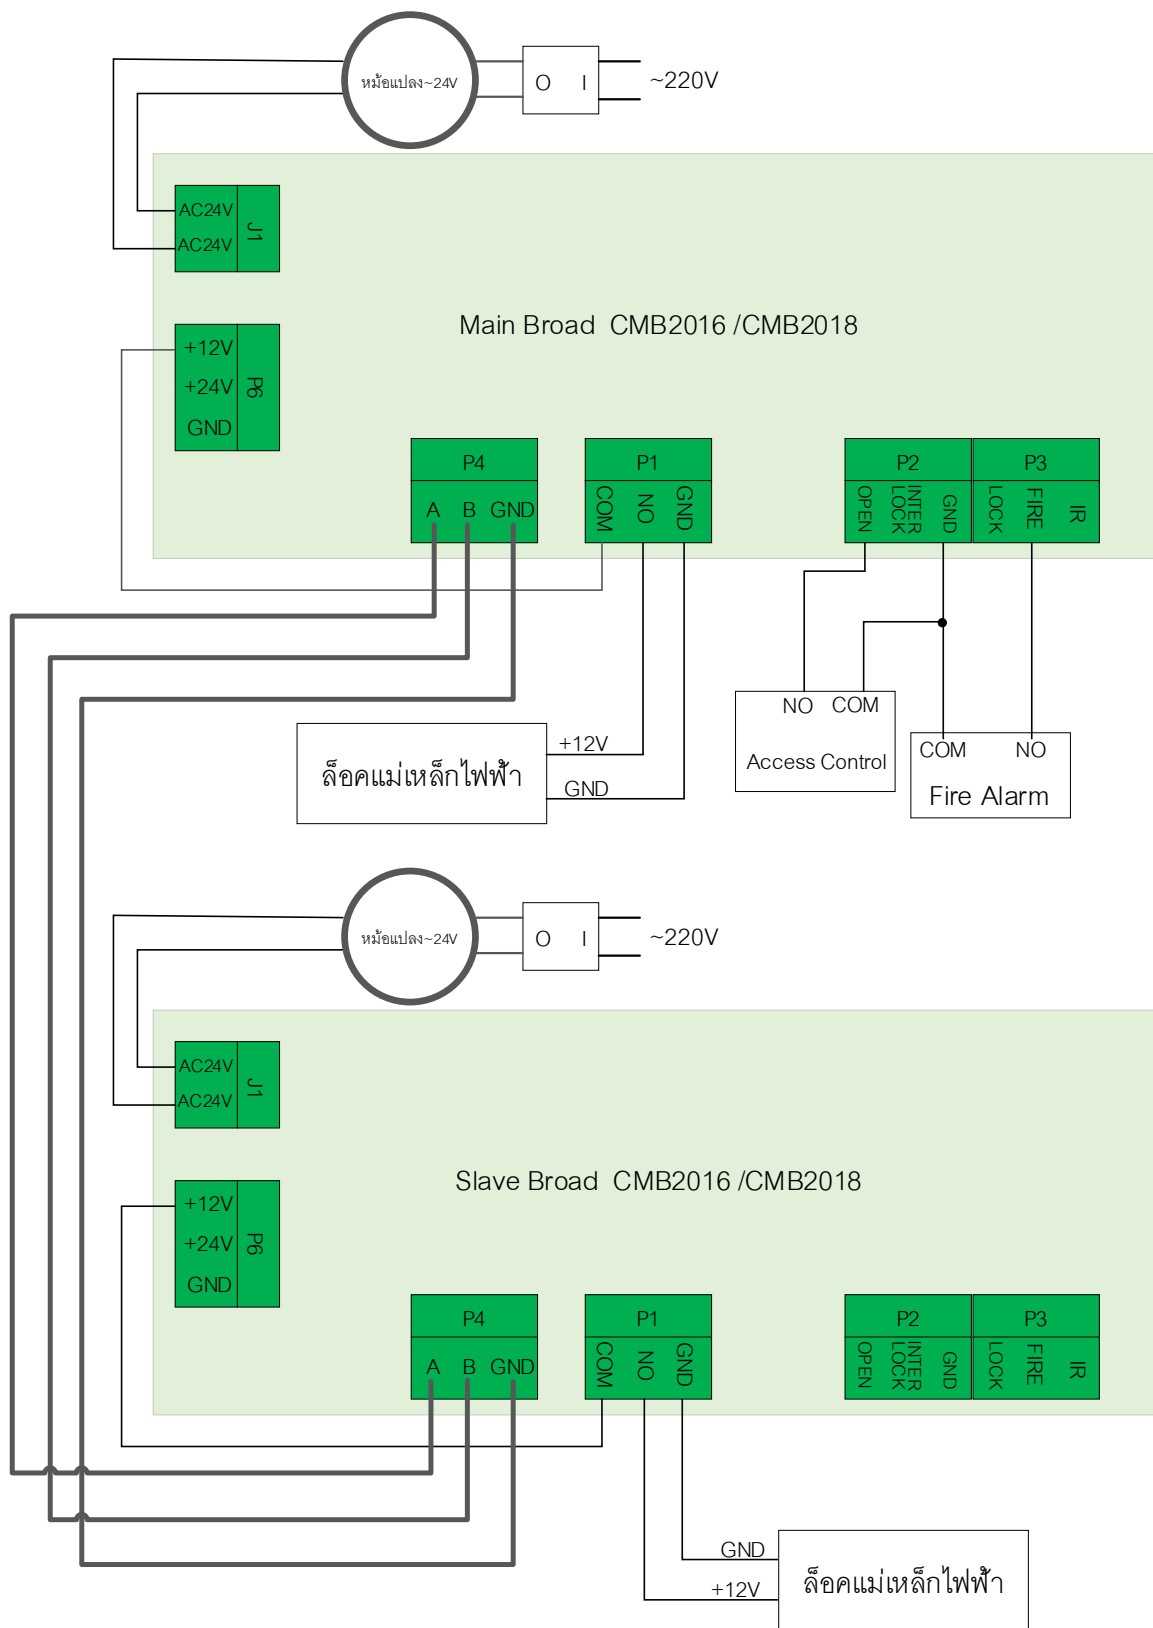 หม้อแปลง~24V
O I
~220V
AC24V
AC24V
J1
Main Broad CMB2016 /CMB2018
+12V
+24V
GND
P6
P4
A B GND
P1
COM NO GND
P2
OPEN
INTER LOCK
GND
P3
LOCK
FIRE
IR
+12V
GND
ล็อคแม่เหล็กไฟฟ้า
NO COM
Access Control
COM NO
Fire Alarm
หม้อแปลง~24V
O I
~220V
AC24V
AC24V
J1
Slave Broad CMB2016 /CMB2018
+12V
+24V
GND
P6
P4
A B GND
P1
COM NO GND
P2
OPEN
INTER LOCK
GND
P3
LOCK
FIRE
IR
GND
+12V
ล็อคแม่เหล็กไฟฟ้า